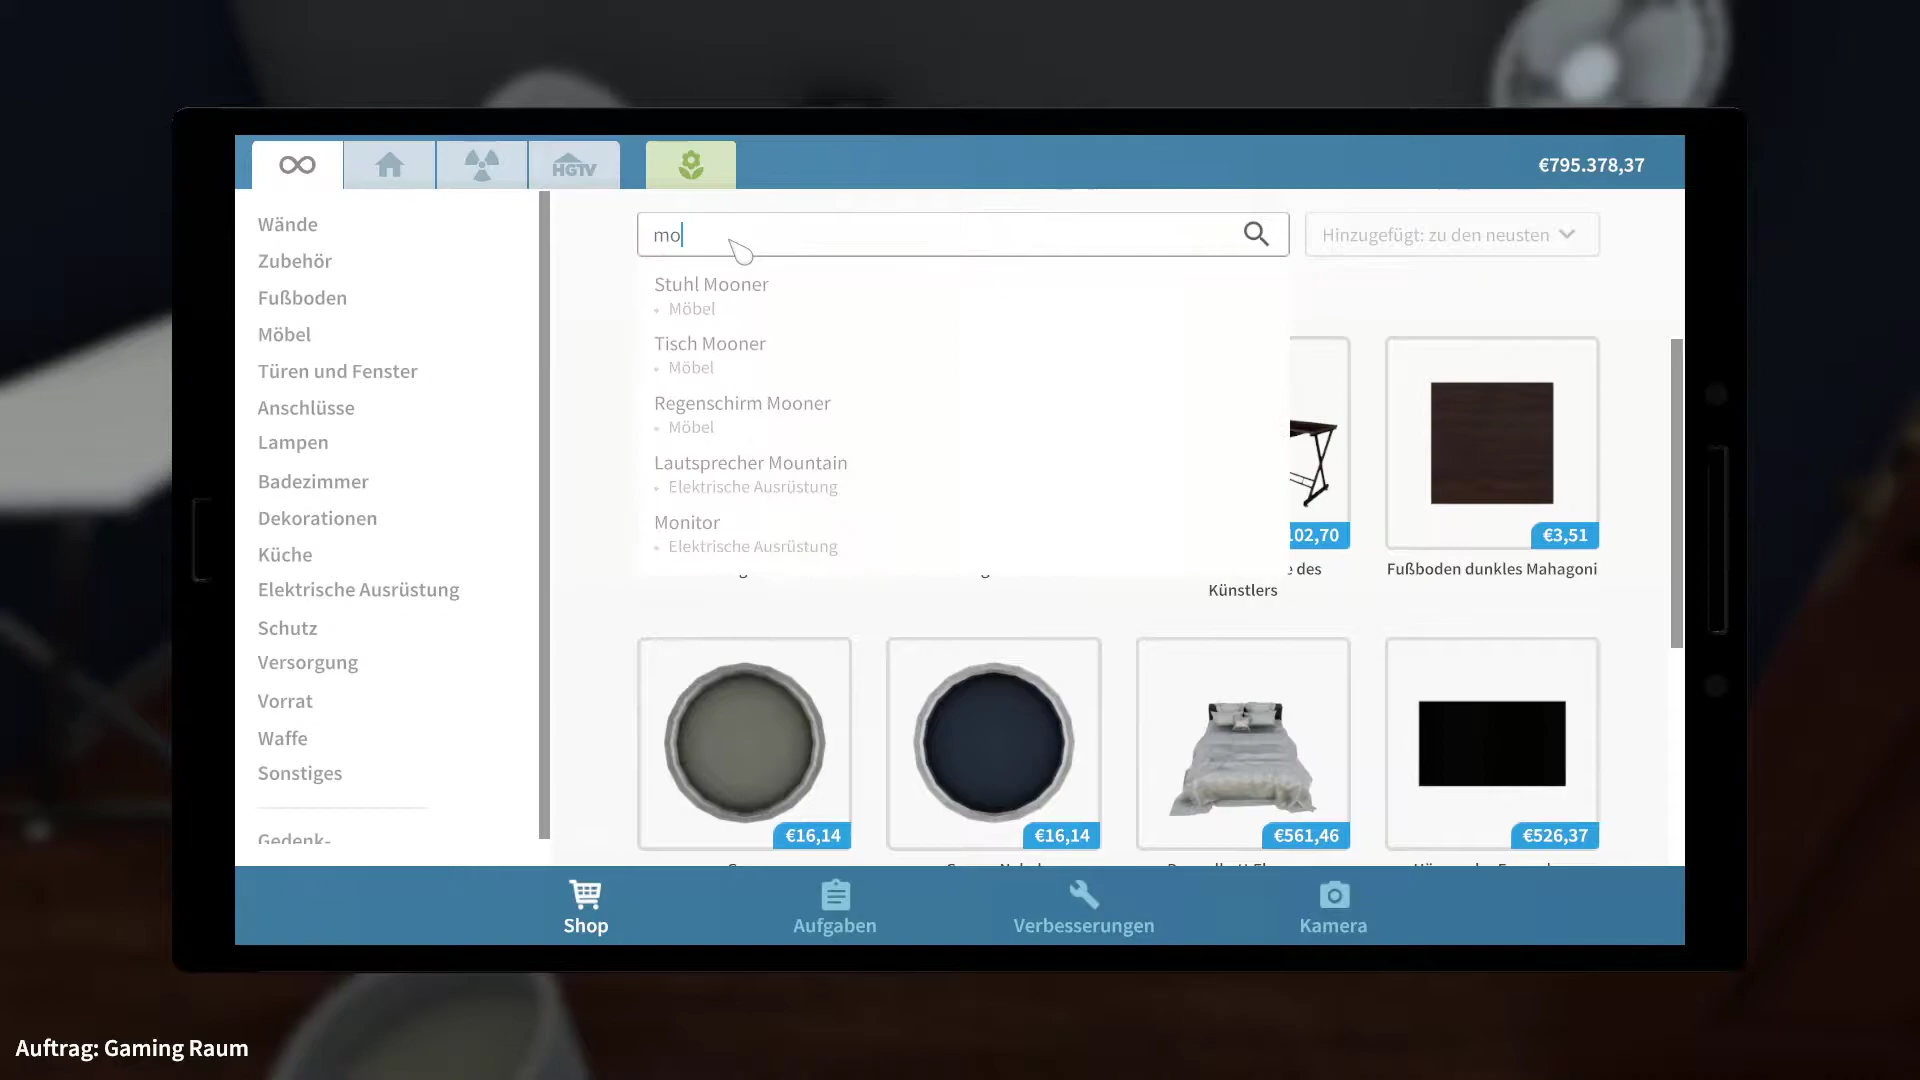 HGTV
€795.378,37
Wände
Zubehör
Fußboden
Möbel
Türen und Fenster
Anschlüsse
Lampen
Badezimmer
Dekorationen
Küche
Elektrische Ausrüstung
Schutz
Versorgung
Vorrat
Waffe
Sonstiges
Gedenk-
mo
Hinzugefügt: zu den neusten
Stuhl Mooner
Möbel
Tisch Mooner
Möbel
Regenschirm Mooner
Möbel
Lautsprecher Mountain
Elektrische Ausrüstung
Monitor
Elektrische Ausrüstung
102,70
€3,51
des
Künstlers
Fußboden dunkles Mahagoni
€16,14
€16,14
€561,46
€526,37
Shop
Aufgaben
Verbesserungen
Kamera
Auftrag: Gaming Raum